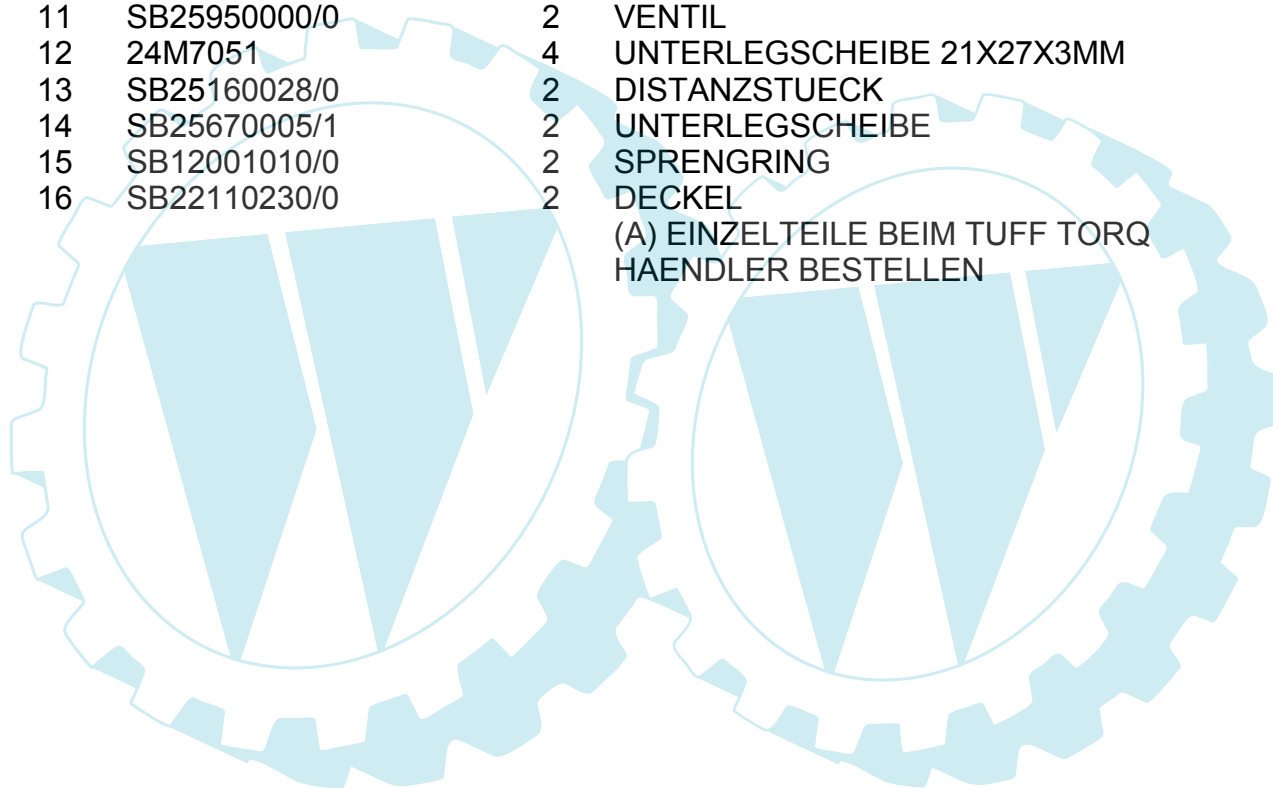 11 SB25950000/0 2 VENTIL
12 24M7051 4 UNTERLEGSCHEIBE 21X27X3MM
13 SB25160028/0 2 DISTANZSTUECK
14 SB25670005/1 2 UNTERLEGSCHEIBE
15 SB12001010/0 2 SPRENGRING
16 SB22110230/0 2 DECKEL
(A) EINZELTEILE BEIM TUFF TORQ
HAENDLER BESTELLEN